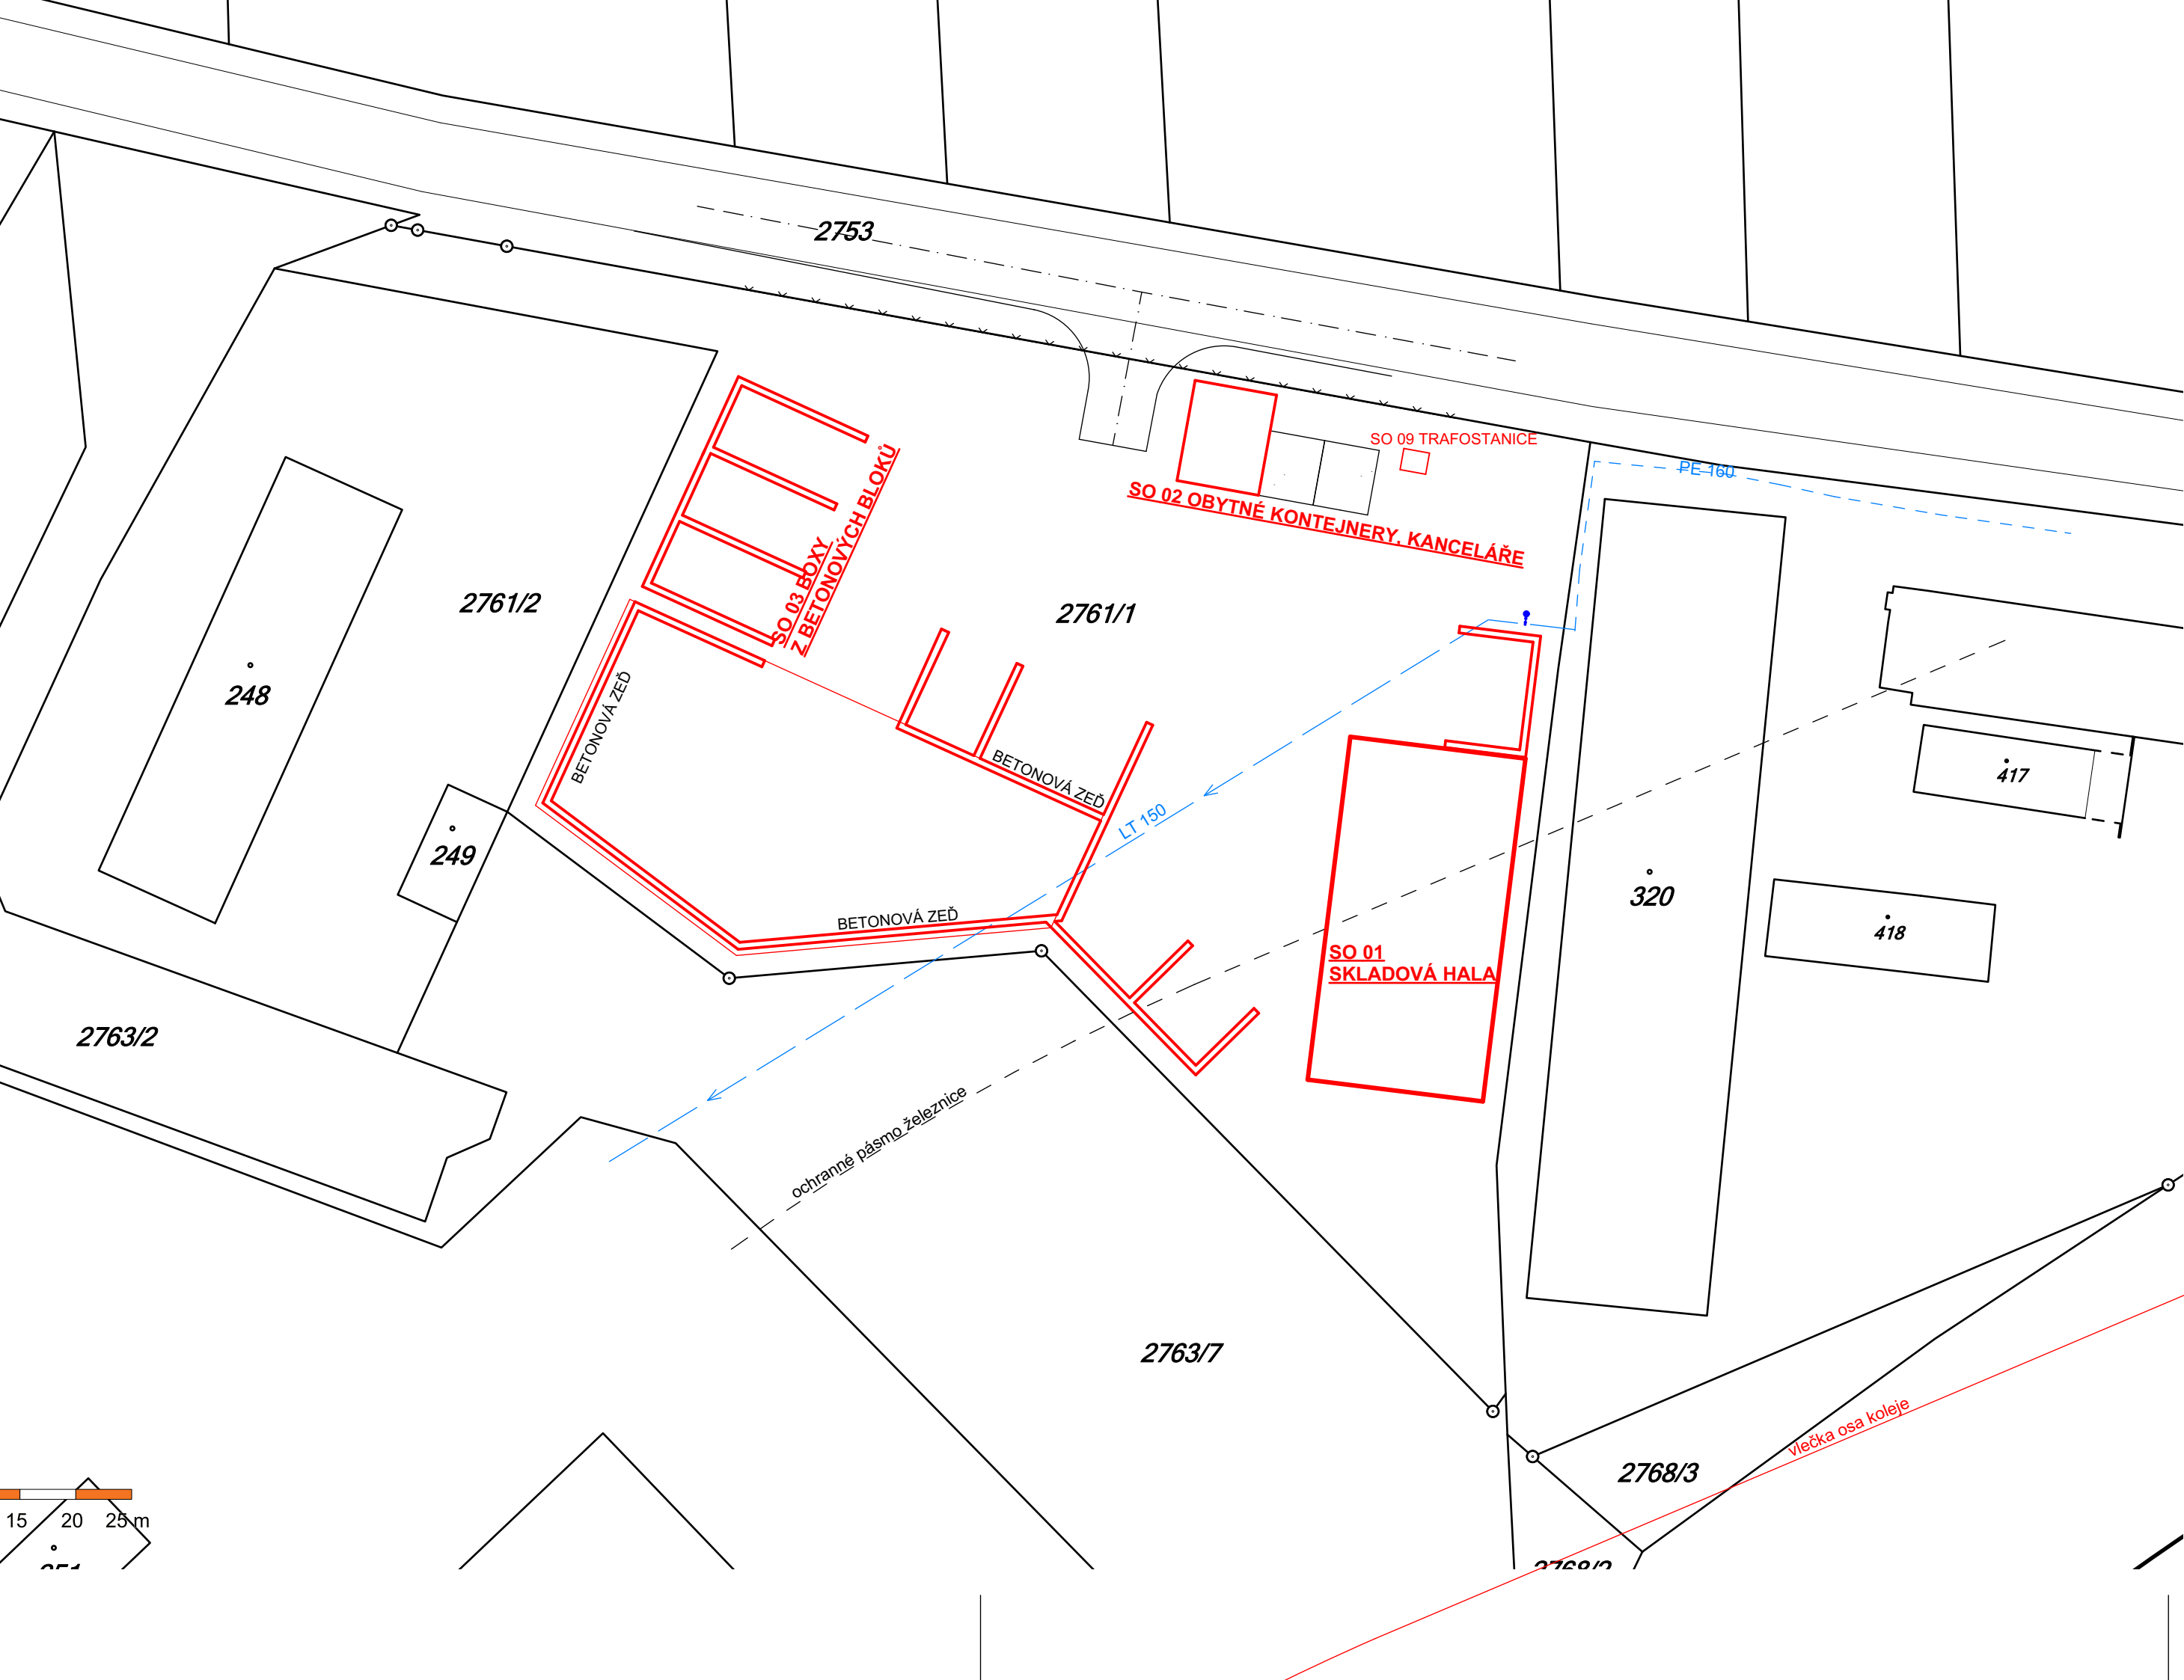 2753
SO 09 TRAFOSTANICE
PE 160
SO 02 OBYTNÉ KONTEJNERY, KANCELÁŘE
SO 03 BOXY
Z BETONOVÝCH BLOKŮ
2761/2
2761/1
248
BETONOVÁ ZEĎ
BETONOVÁ ZEĎ
LT 150
417
249
320
BETONOVÁ ZEĎ
418
SO 01
SKLADOVÁ HALA
2763/2
ochranné pásmo železnice
2763/7
vlečka osa koleje
2768/3
15 20 25 m